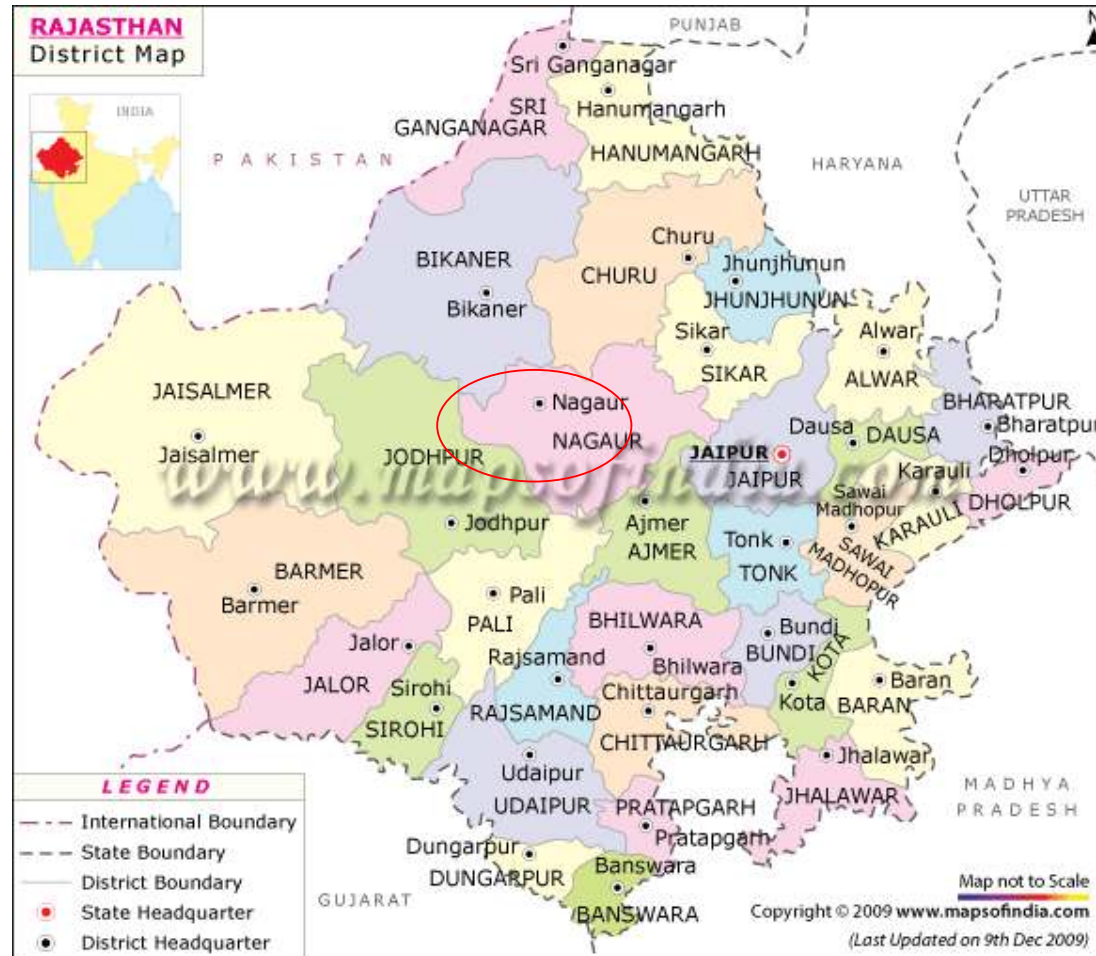 RAJASTHAN
District Map
INDIA
PUNJAB
N
Sri Ganganagar
SRI
GANGANAGAR
Hanumangarh
HANUMANGARH
PAKISTAN
HARYANA
UTTAR
PRADESH
BIKANER
Bikaner
Churu
CHURU
Jhunjhunun
JHUNJHUNUN
Sikar
SIKAR
Alwar
ALWAR
JAISALMER
Jaisalmer
JODHPUR
Jodhpur
Nagaur
NAGAUR
JAIPUR
JAIPUR
Dausa
DAUSA
BHARATPUR
Bharatpur
Dholpur
DHOLPUR
Karauli
KARAULI
www.mapsofindia.com
Ajmer
AJMER
Tonk
TONK
Sawai
Madhopur
SAWAI
MADHOPUR
BARMER
Barmer
Pali
PALI
Jalor
JALOR
Sirohi
SIROHI
Rajsamand
RAJSAMAND
BHILWARA
Bhilwara
Bundi
BUNDI
KOTA
Kota
Baran
BARAN
Chittaurgarh
CHITTAURGARH
Jhalawar
JHALAWAR
Udaipur
UDAIPUR
PRATAPGARH
Pratapgarh
Dungarpur
DUNGARPUR
Banswara
BANSWARA
GUJARAT
MADHYA
PRADESH
LEGEND
International Boundary
State Boundary
District Boundary
State Headquarter
District Headquarter
Map not to Scale
Copyright © 2009 www.mapsofindia.com
(Last Updated on 9th Dec 2009)